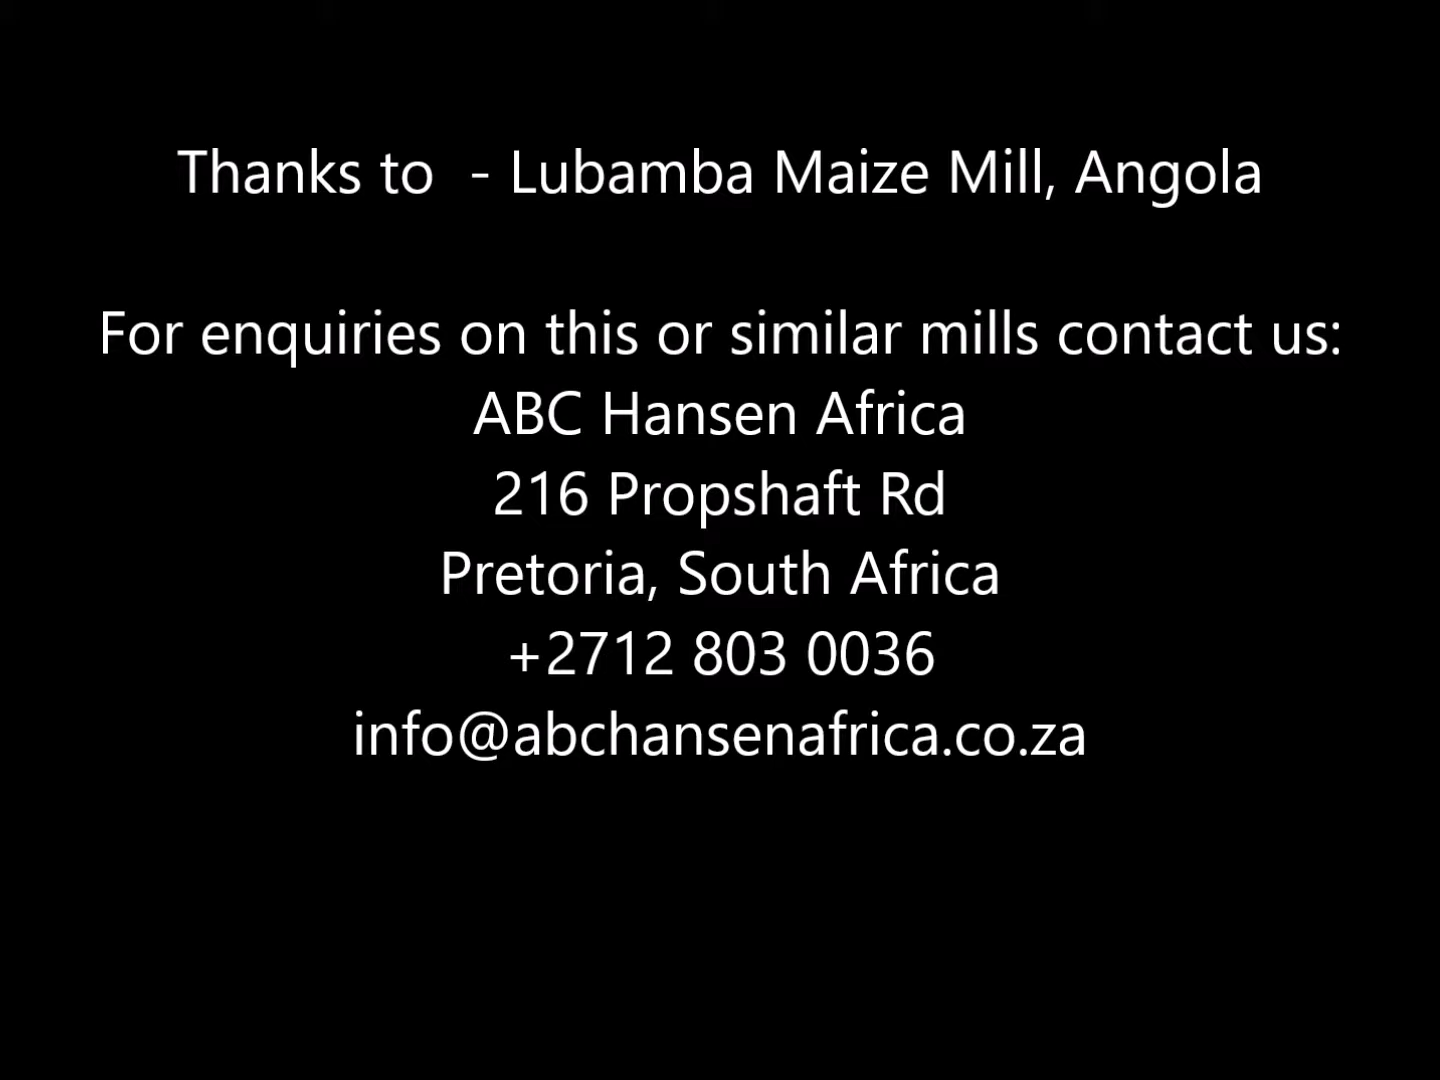 Thanks to  - Lubamba Maize Mill, Angola
For enquiries on this or similar mills contact us:
ABC Hansen Africa
216 Propshaft Rd
Pretoria, South Africa
+2712 803 0036
info@abchansenafrica.co.za